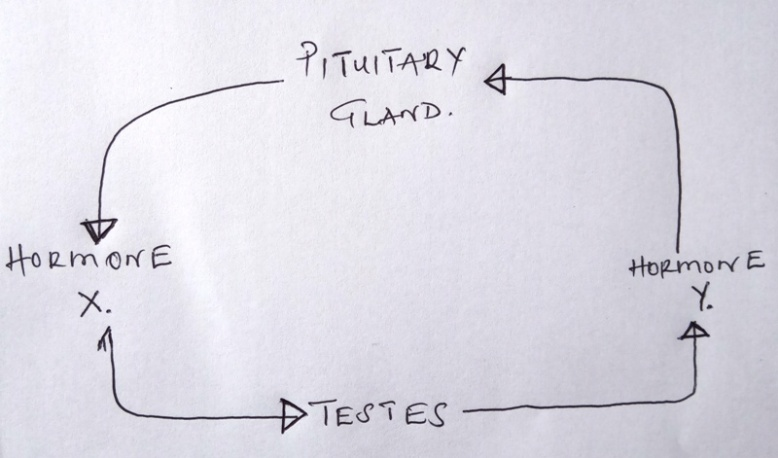 PITUITARY
GLAND.
HORMONE
X.
HORMONE
Y.
TESTES